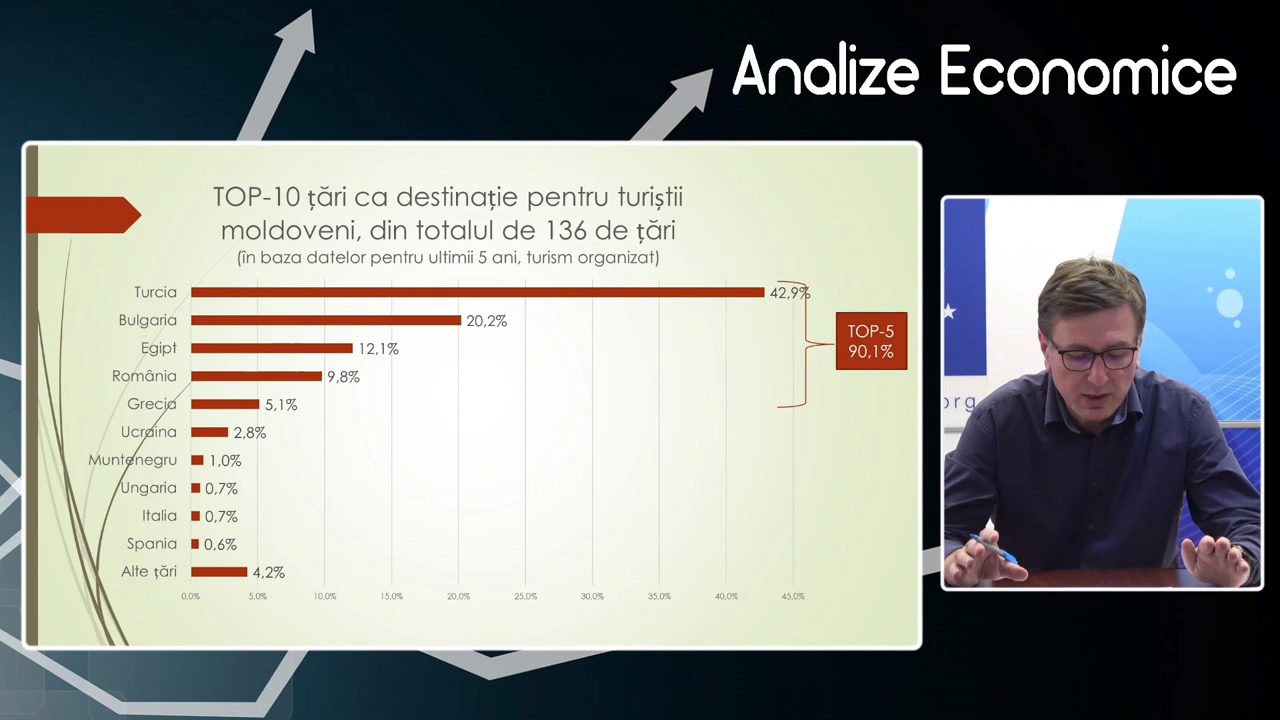 Analize Economice
TOP-10 țări ca destinație pentru turiștii
moldoveni, din totalul de 136 de țări
(în baza datelor pentru ultimii 5 ani, turism organizat)
Turcia 42,9%
Bulgaria 20,2%
Egipt 12,1%
România 9,8%
Grecia 5,1%
Ucraina 2,8%
Muntenegru 1,0%
Ungaria 0,7%
Italia 0,7%
Spania 0,6%
Alte țări 4,2%
0,0% 5,0% 10,0% 15,0% 20,0% 25,0% 30,0% 35,0% 40,0% 45,0%
TOP-5
90,1%
org